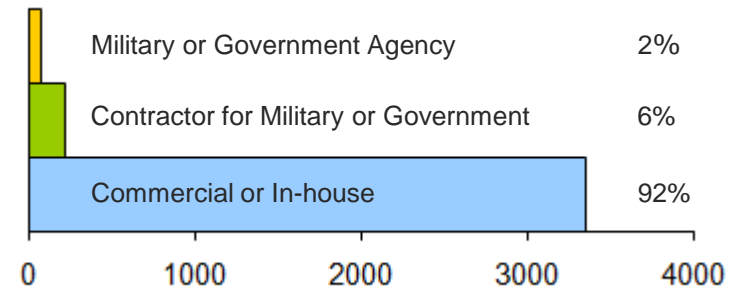 Military or Government Agency 2%
Contractor for Military or Government 6%
Commercial or In-house 92%
0 1000 2000 3000 4000